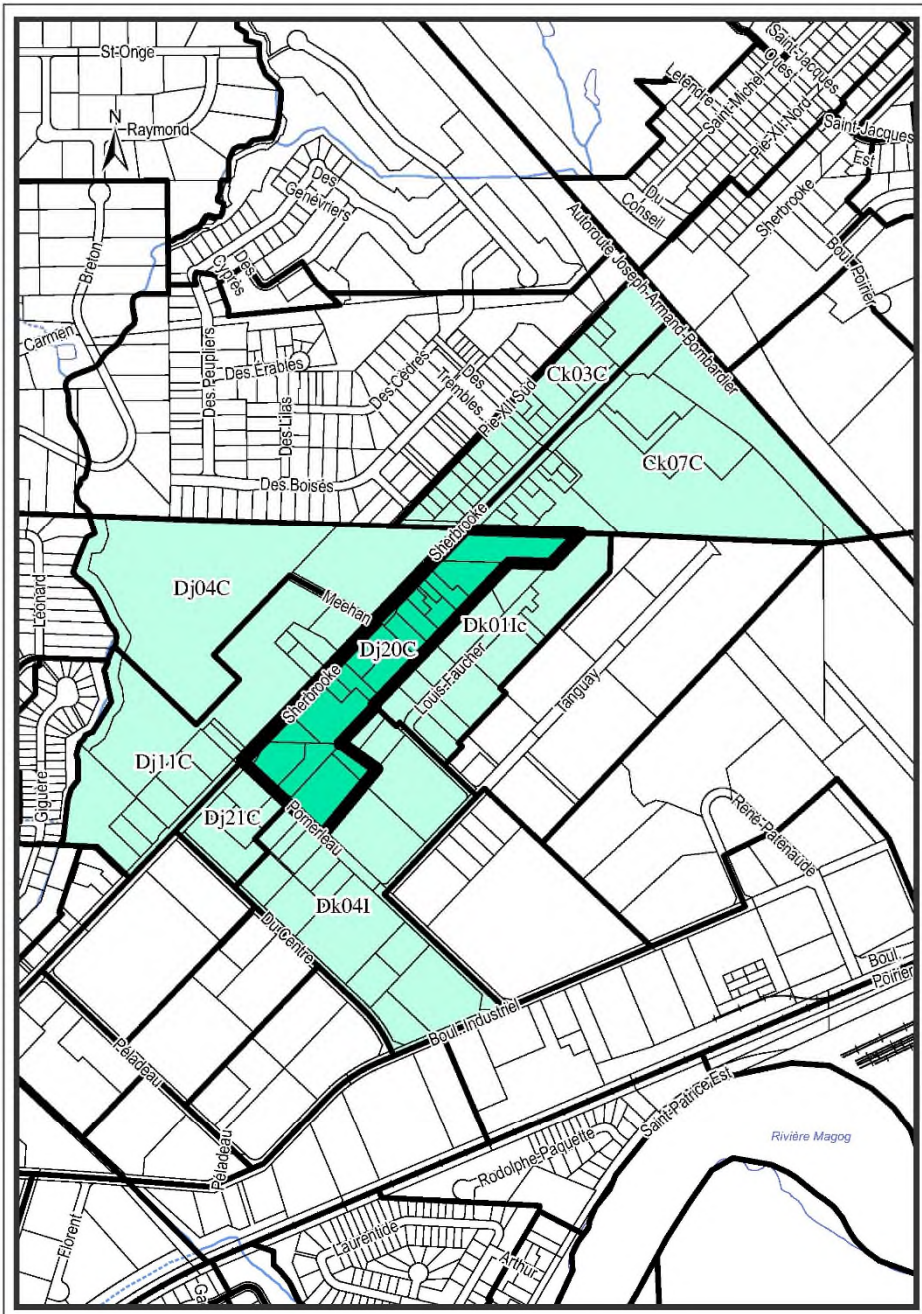 St-Onge
N
Raymond
Breton
Carmen
Des
Genévriers
Des
Cyprès
Des Peupliers
Des Érables
Des Lilas
Des Cèdres
Des
Trembles
Des Boisés
Lefendre
Saint-Michel
Saint-Jacques
Ouest
Pie-XII-Nord
Saint-Jacques
Est
Du
Conseil
Sherbrooke
Boul. Poirier
Autoroute Joseph-Armand-Bombardier
Pie-XII-Sud
Ck03C
Ck07C
Sherbrooke
Dj04C
Meehan
Dk01Ic
Dj20C
Louis-Faucher
Tanguay
Sherbrooke
Léonard
Giguère
Dj11C
Dj21C
Pomerleau
René-Patenaude
Dk04I
Du Centre
Boul. Industriel
Boul.
Poirier
Péladeau
Péladeau
Saint-Patrice Est
Rivière Magog
Rodolphe-Paquette
Laurentide
Arthur
Florent
Ga